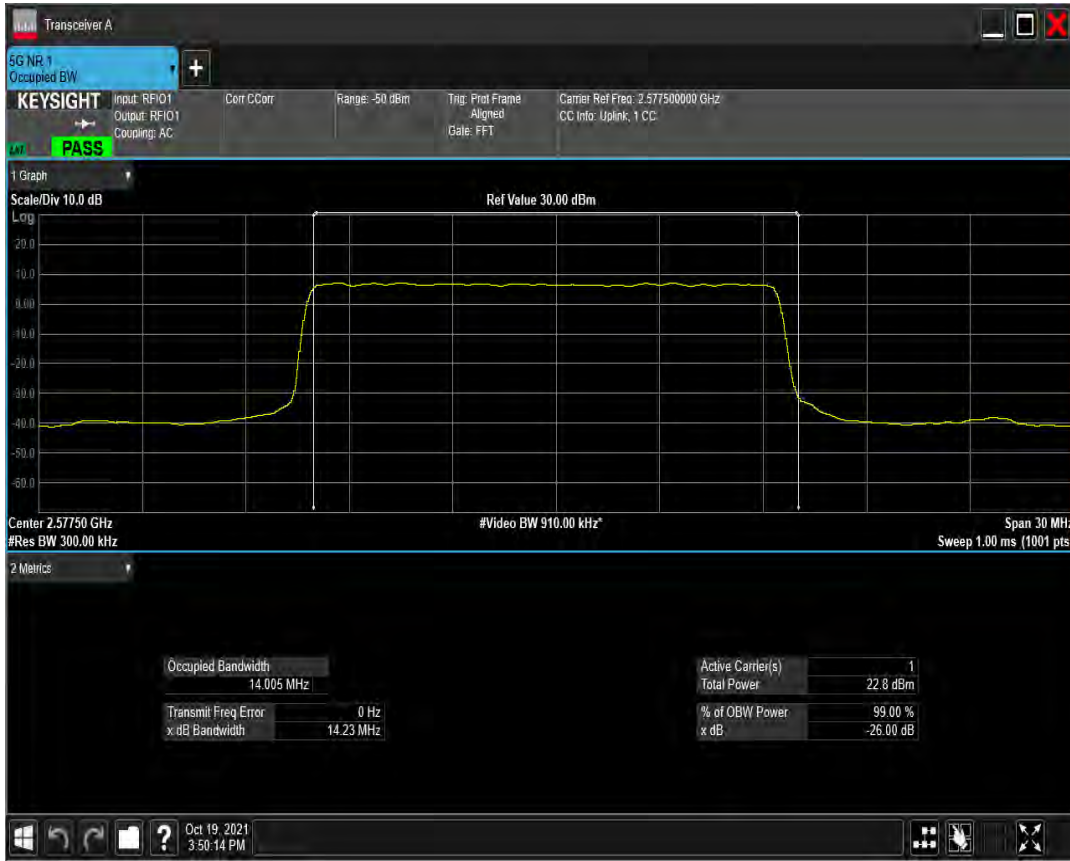 Transceiver A
5G NR 1
Occupied BW
+
KEYSIGHT
Input: RFIO1
Output: RFIO1
Coupling: AC
Corr CCorr
Range: -50 dBm
Trig: Prot Frame
Aligned
Gate: FFT
Carrier Ref Freq: 2.577500000 GHz
CC Info: Uplink, 1 CC
PASS
1 Graph
Scale/Div 10.0 dB
Ref Value 30.00 dBm
Log
20.0
10.0
0.00
-10.0
-20.0
-30.0
-40.0
-50.0
-60.0
Center 2.57750 GHz
#Video BW 910.00 kHz*
Span 30 MHz
#Res BW 300.00 kHz
Sweep 1.00 ms (1001 pts
2 Metrics
Occupied Bandwidth
14.005 MHz
Transmit Freq Error 0 Hz
x dB Bandwidth 14.23 MHz
Active Carrier(s) 1
Total Power 22.8 dBm
% of OBW Power 99.00 %
x dB -26.00 dB
?
Oct 19, 2021
3:50:14 PM